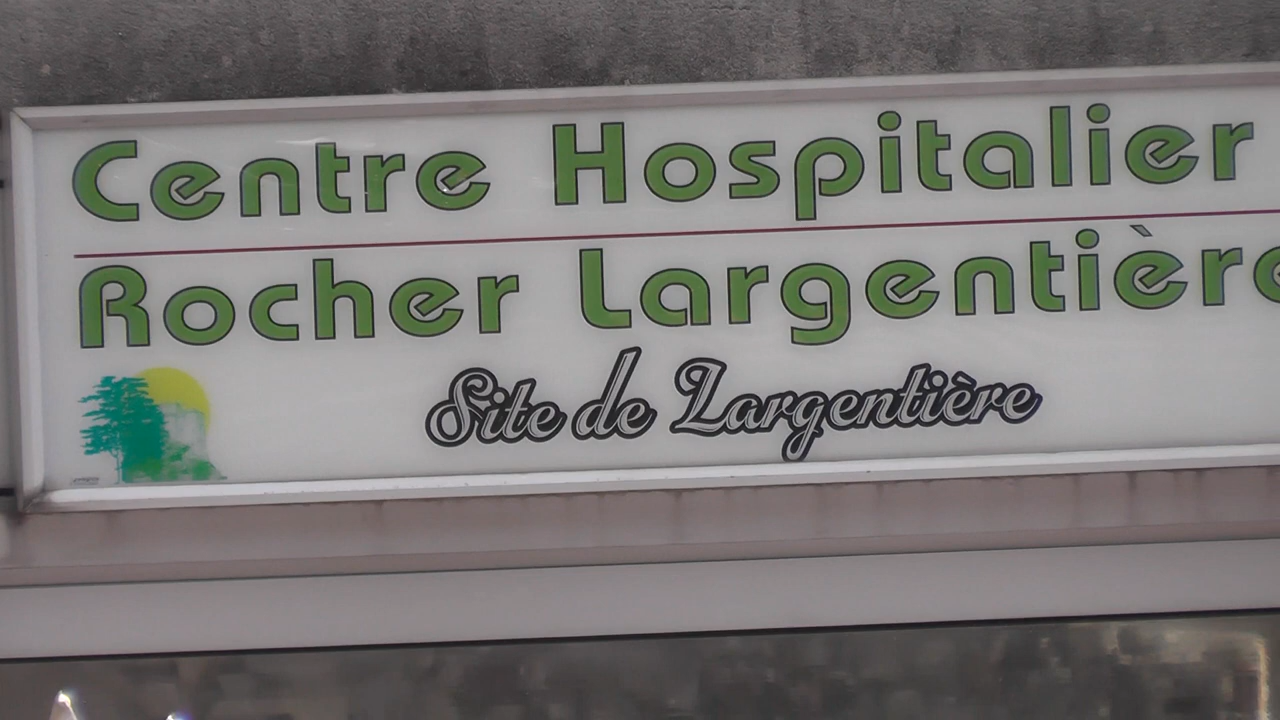 Centre Hospitalier
Rocher Largentière
Site de Largentière